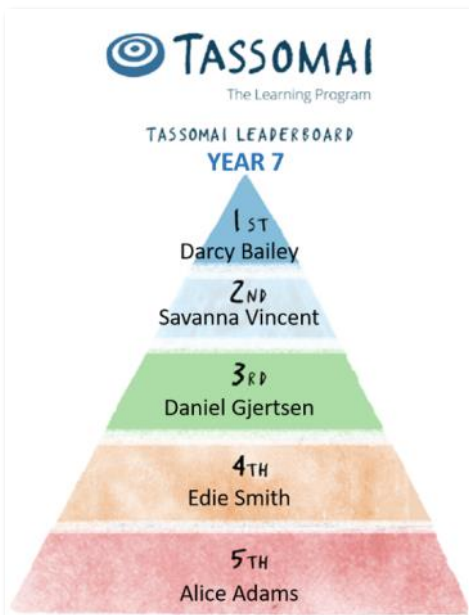 TASSOMAI
The Learning Program
TASSOMAI LEADERBOARD
YEAR 7
1ST
Darcy Bailey
2ND
Savanna Vincent
3RD
Daniel Gjertsen
4TH
Edie Smith
5TH
Alice Adams